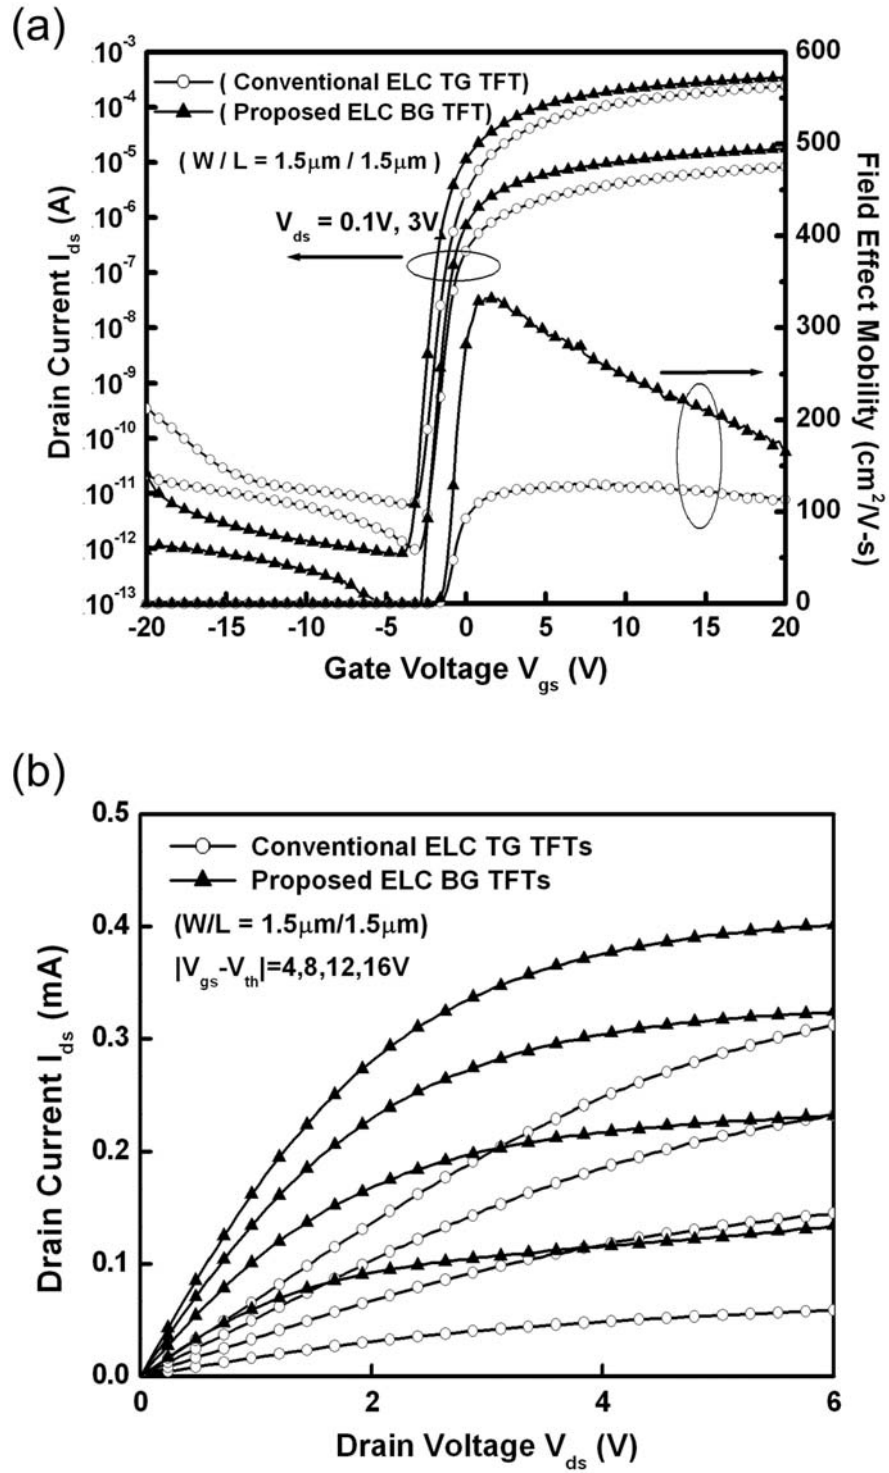 (a)
10⁻³
10⁻⁴
10⁻⁵
10⁻⁶
10⁻⁷
10⁻⁸
10⁻⁹
10⁻¹⁰
10⁻¹¹
10⁻¹²
10⁻¹³
Drain Current I_ds (A)
( Conventional ELC TG TFT)
( Proposed ELC BG TFT)
( W / L = 1.5μm / 1.5μm )
V_ds = 0.1V, 3V
600
500
400
300
200
100
0
Field Effect Mobility (cm²/V-s)
-20 -15 -10 -5 0 5 10 15 20
Gate Voltage V_gs (V)
(b)
0.5
0.4
0.3
0.2
0.1
0.0
Drain Current I_ds (mA)
Conventional ELC TG TFTs
Proposed ELC BG TFTs
(W/L = 1.5μm/1.5μm)
|V_gs-V_th|=4,8,12,16V
0 2 4 6
Drain Voltage V_ds (V)